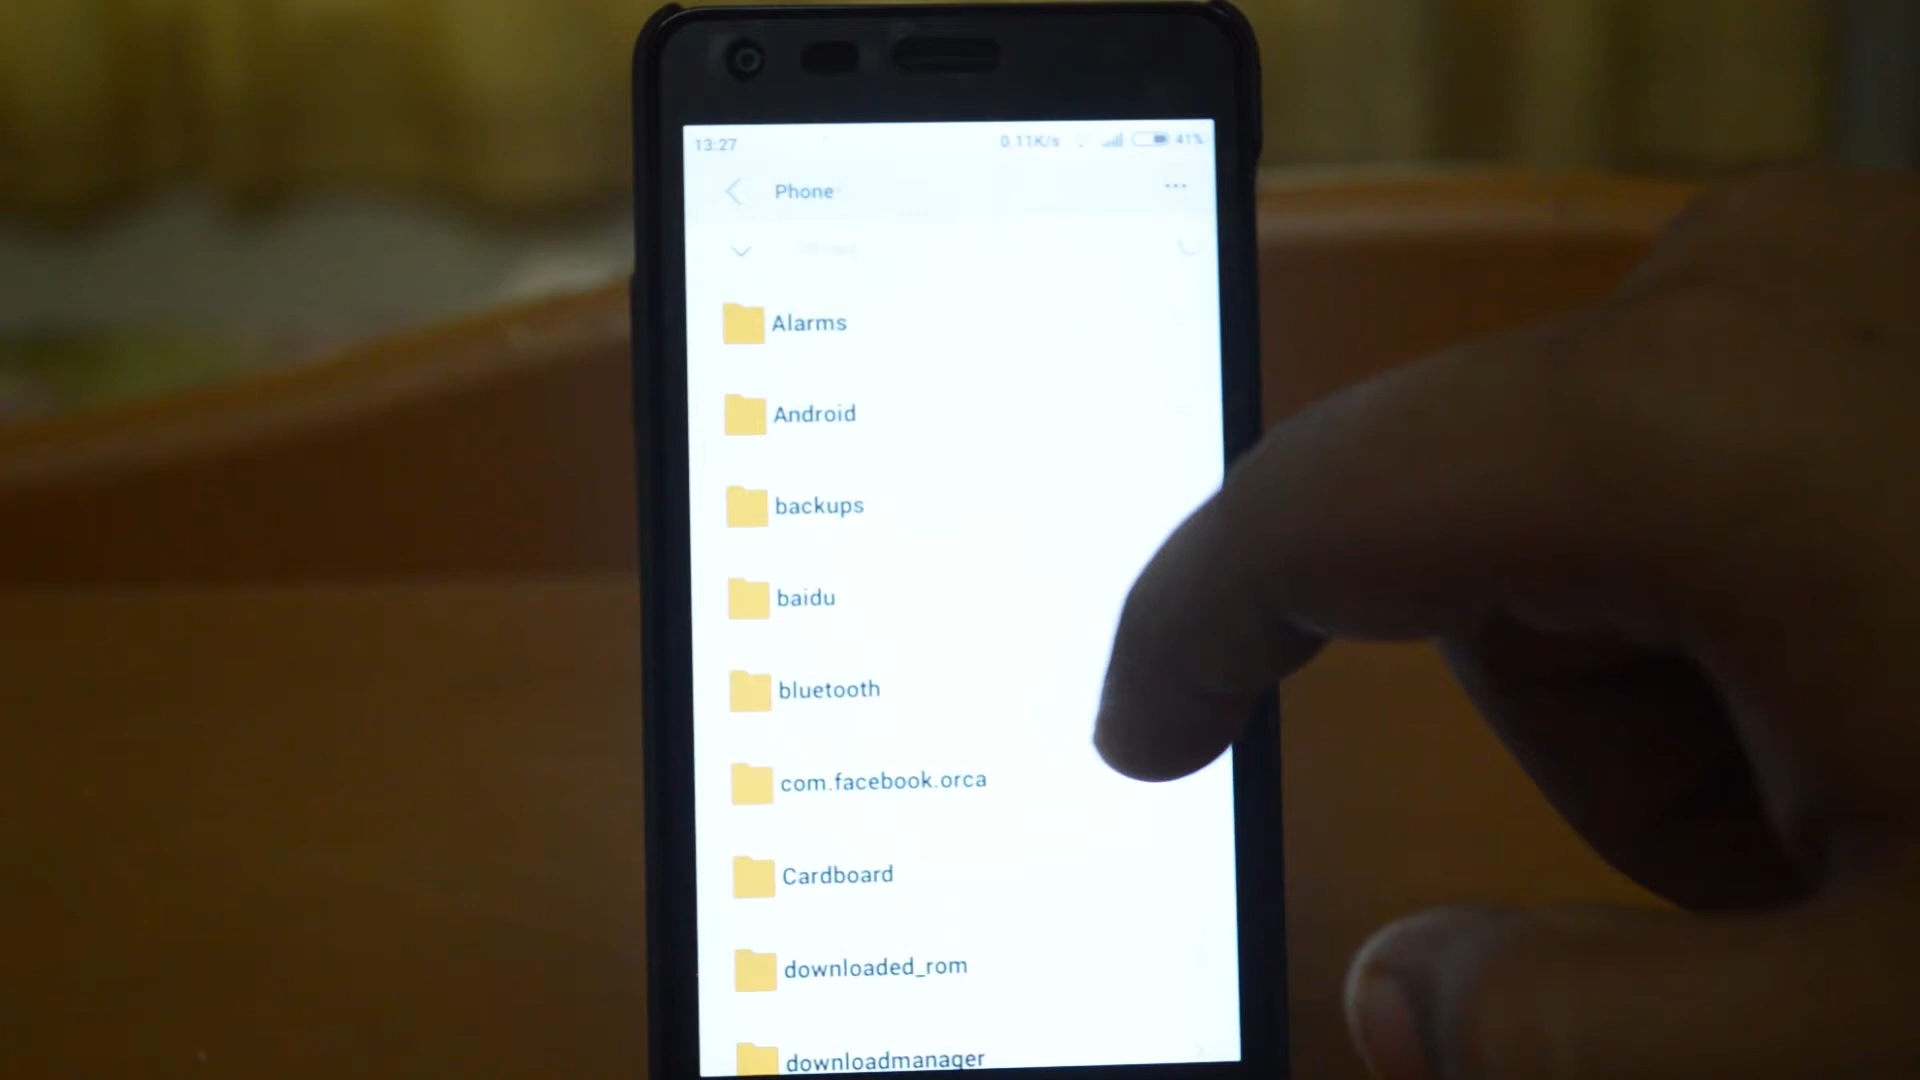 13:27 0.11K/s 41%
Phone
Alarms
Android
backups
baidu
bluetooth
com.facebook.orca
Cardboard
downloaded_rom
downloadmanager